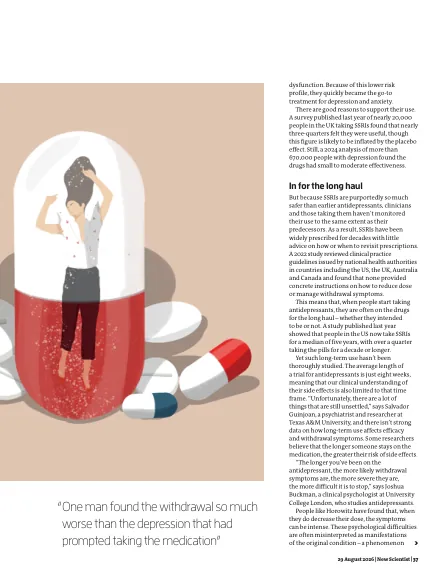 dysfunction. Because of this lower risk
profile, they quickly became the go-to
treatment for depression and anxiety.
There are good reasons to support their use.
A survey published last year of nearly 20,000
people in the UK taking SSRIs found that nearly
three-quarters felt they were useful, though
this figure is likely to be inflated by the placebo
effect. Still, a 2024 analysis of more than
670,000 people with depression found the
drugs had small to moderate effectiveness.
In for the long haul
But because SSRIs are purportedly so much
safer than earlier antidepressants, clinicians
and those taking them haven't monitored
their use to the same extent as their
predecessors. As a result, SSRIs have been
widely prescribed for decades with little
advice on how or when to revisit prescriptions.
A 2022 study reviewed clinical practice
guidelines issued by national health authorities
in countries including the US, the UK, Australia
and Canada and found that none provided
concrete instructions on how to reduce dose
or manage withdrawal symptoms.
This means that, when people start taking
antidepressants, they are often on the drugs
for the long haul – whether they intended
to be or not. A study published last year
showed that people in the US now take SSRIs
for a median of five years, with over a quarter
taking the pills for a decade or longer.
Yet such long-term use hasn't been
thoroughly studied. The average length of
a trial for antidepressants is just eight weeks,
meaning that our clinical understanding of
their side effects is also limited to that time
frame. "Unfortunately, there are a lot of
things that are still unsettled," says Salvador
Guinjoan, a psychiatrist and researcher at
Texas A&M University, and there isn't strong
data on how long-term use affects efficacy
and withdrawal symptoms. Some researchers
believe that the longer someone stays on the
medication, the greater their risk of side effects.
"The longer you've been on the
antidepressant, the more likely withdrawal
symptoms are, the more severe they are,
the more difficult it is to stop," says Joshua
Buckman, a clinical psychologist at University
College London, who studies antidepressants.
People like Horowitz have found that, when
they do decrease their dose, the symptoms
can be intense. These psychological difficulties
are often misinterpreted as manifestations
of the original condition – a phenomenon >
"One man found the withdrawal so much
worse than the depression that had
prompted taking the medication"
29 August 2026 | New Scientist | 37